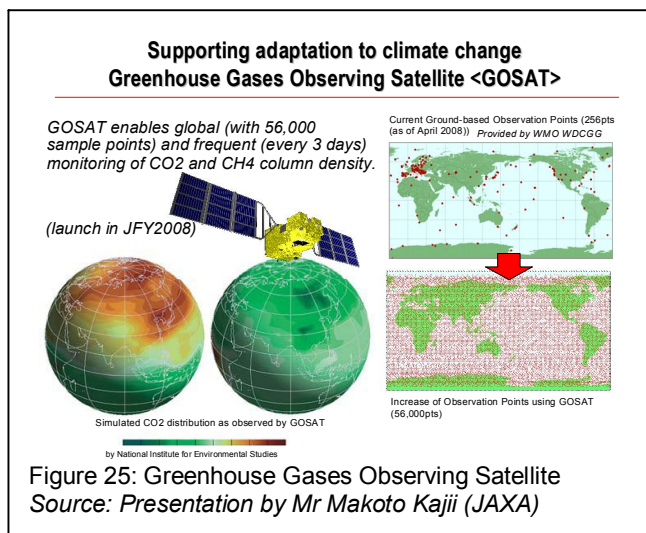 Supporting adaptation to climate change
Greenhouse Gases Observing Satellite <GOSAT>
GOSAT enables global (with 56,000
sample points) and frequent (every 3 days)
monitoring of CO2 and CH4 column density.
(launch in JFY2008)
Current Ground-based Observation Points (256pts
(as of April 2008)) Provided by WMO WDCGG
Simulated CO2 distribution as observed by GOSAT
by National Institute for Environmental Studies
Increase of Observation Points using GOSAT
(56,000pts)
Figure 25: Greenhouse Gases Observing Satellite
Source: Presentation by Mr Makoto Kajii (JAXA)